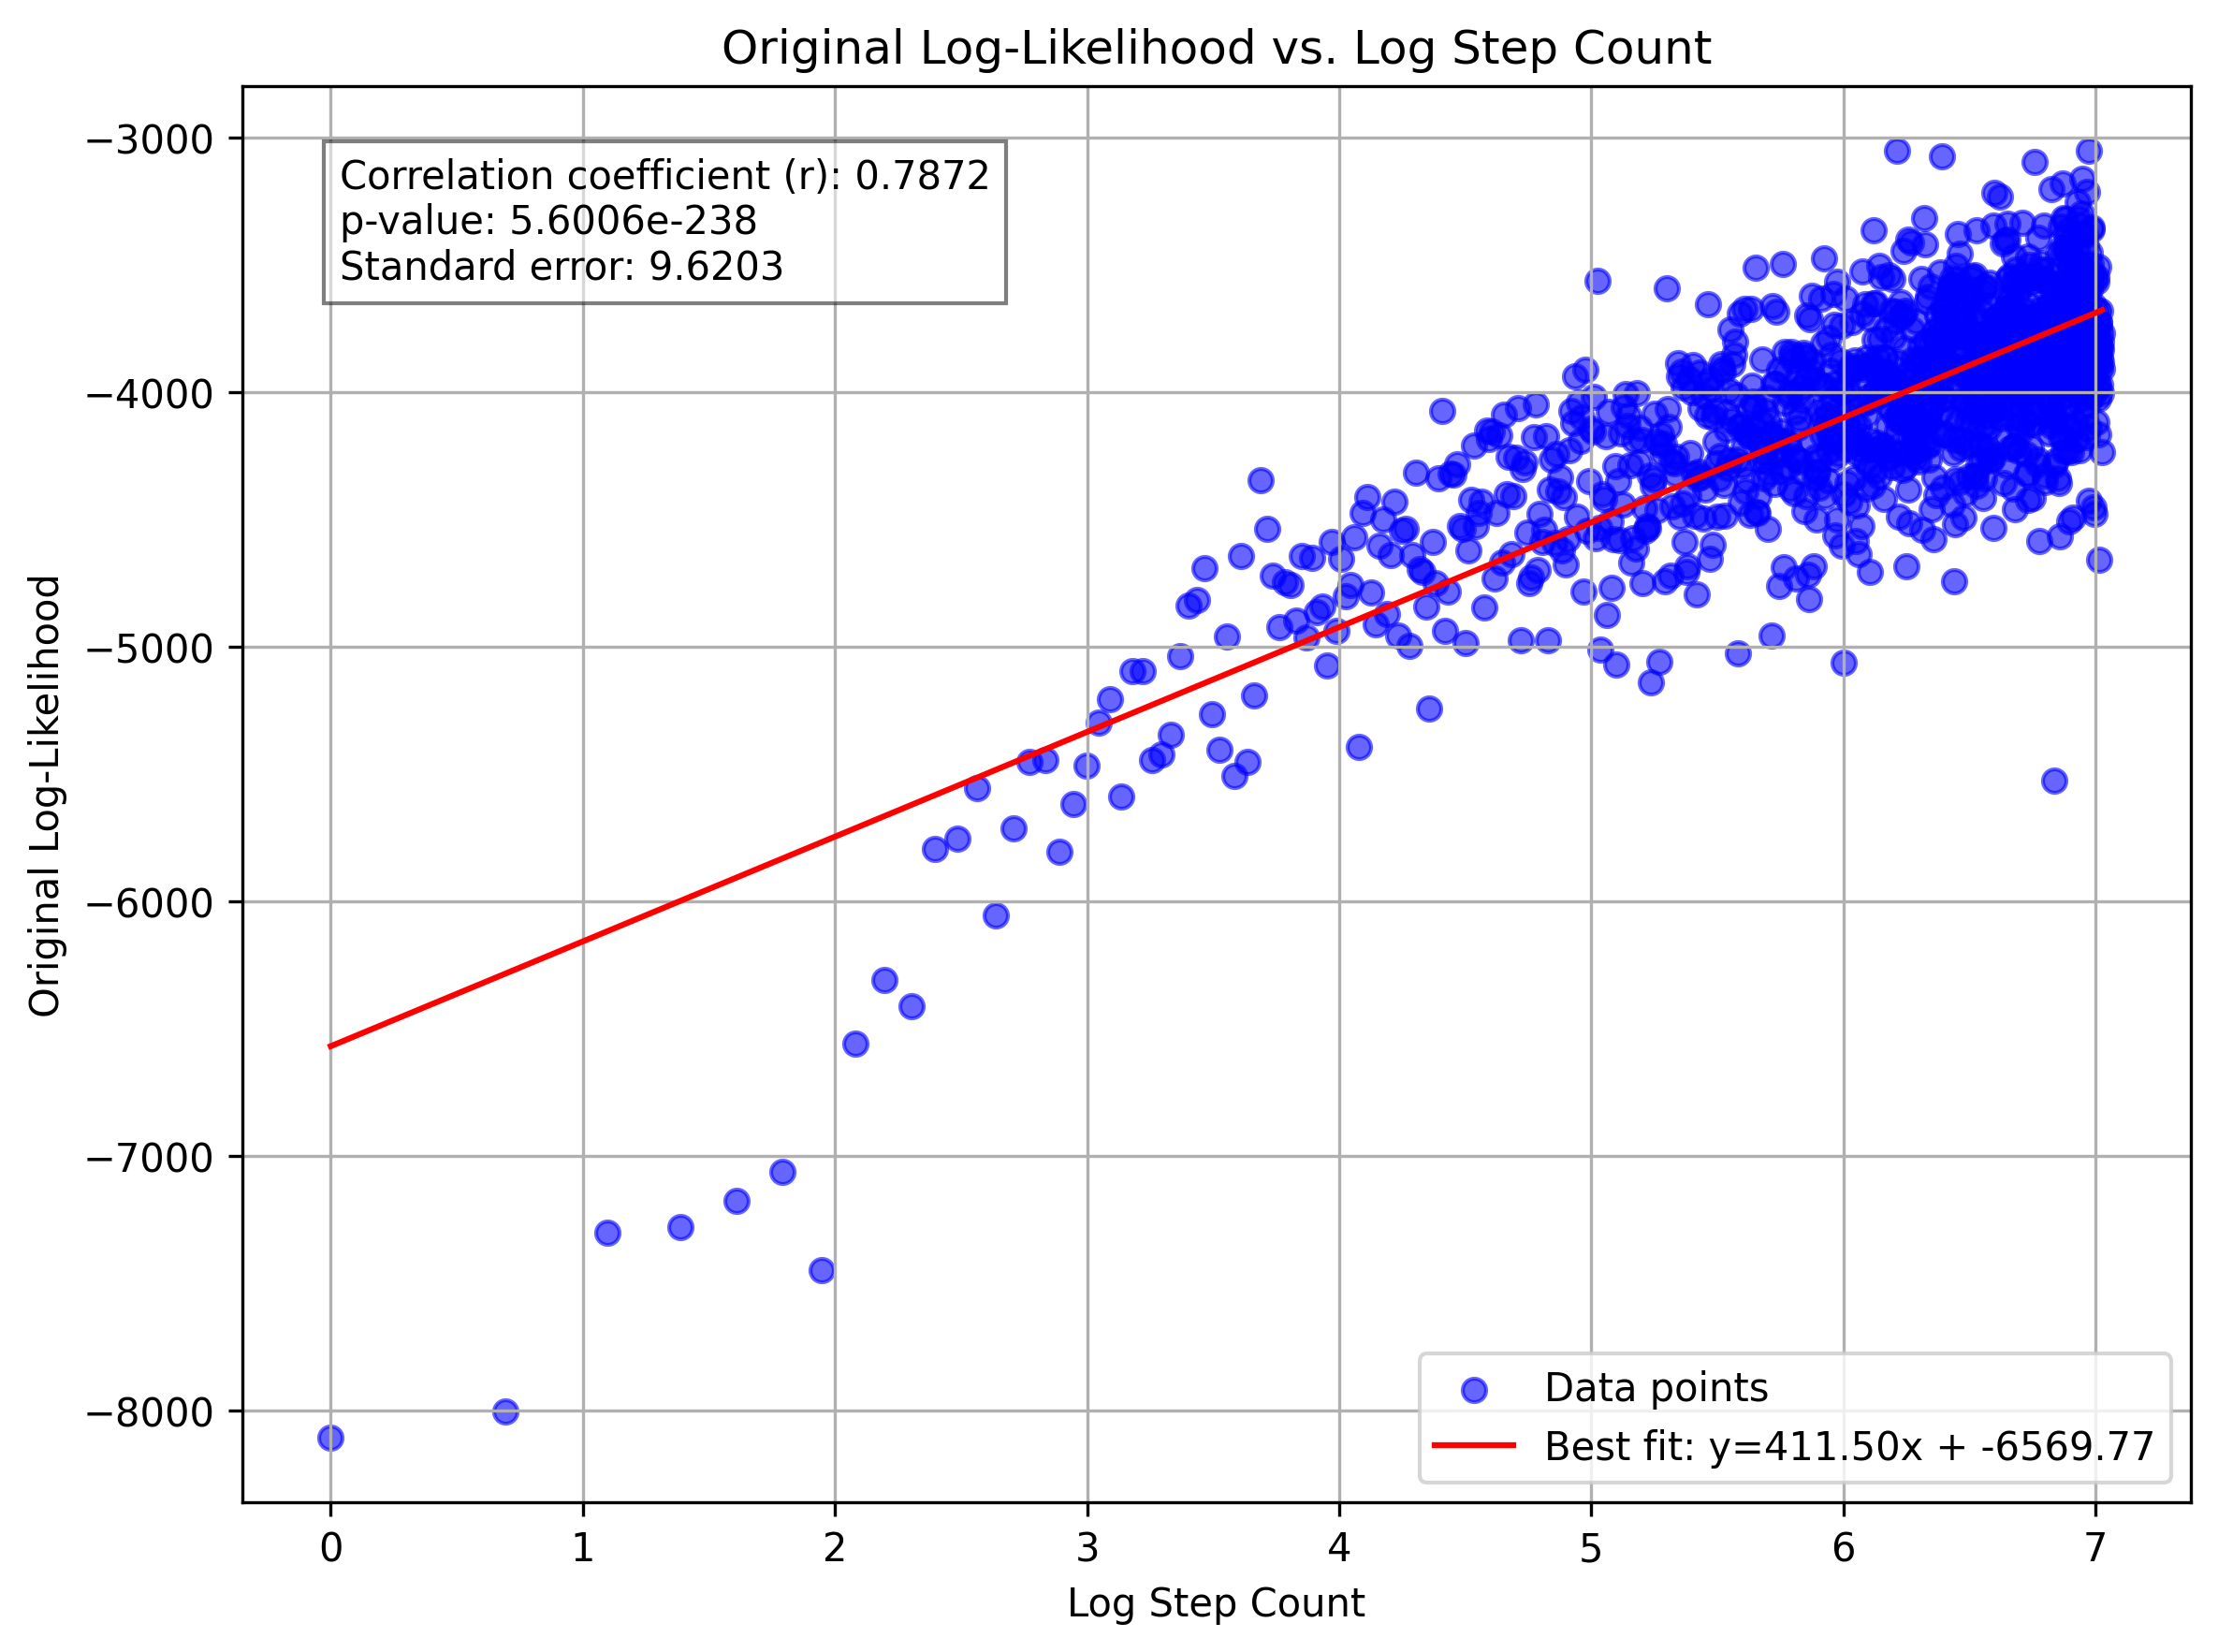 Original Log-Likelihood vs. Log Step Count
Correlation coefficient (r): 0.7872
p-value: 5.6006e-238
Standard error: 9.6203
Original Log-Likelihood
−3000
−4000
−5000
−6000
−7000
−8000
Data points
Best fit: y=411.50x + -6569.77
0 1 2 3 4 5 6 7
Log Step Count